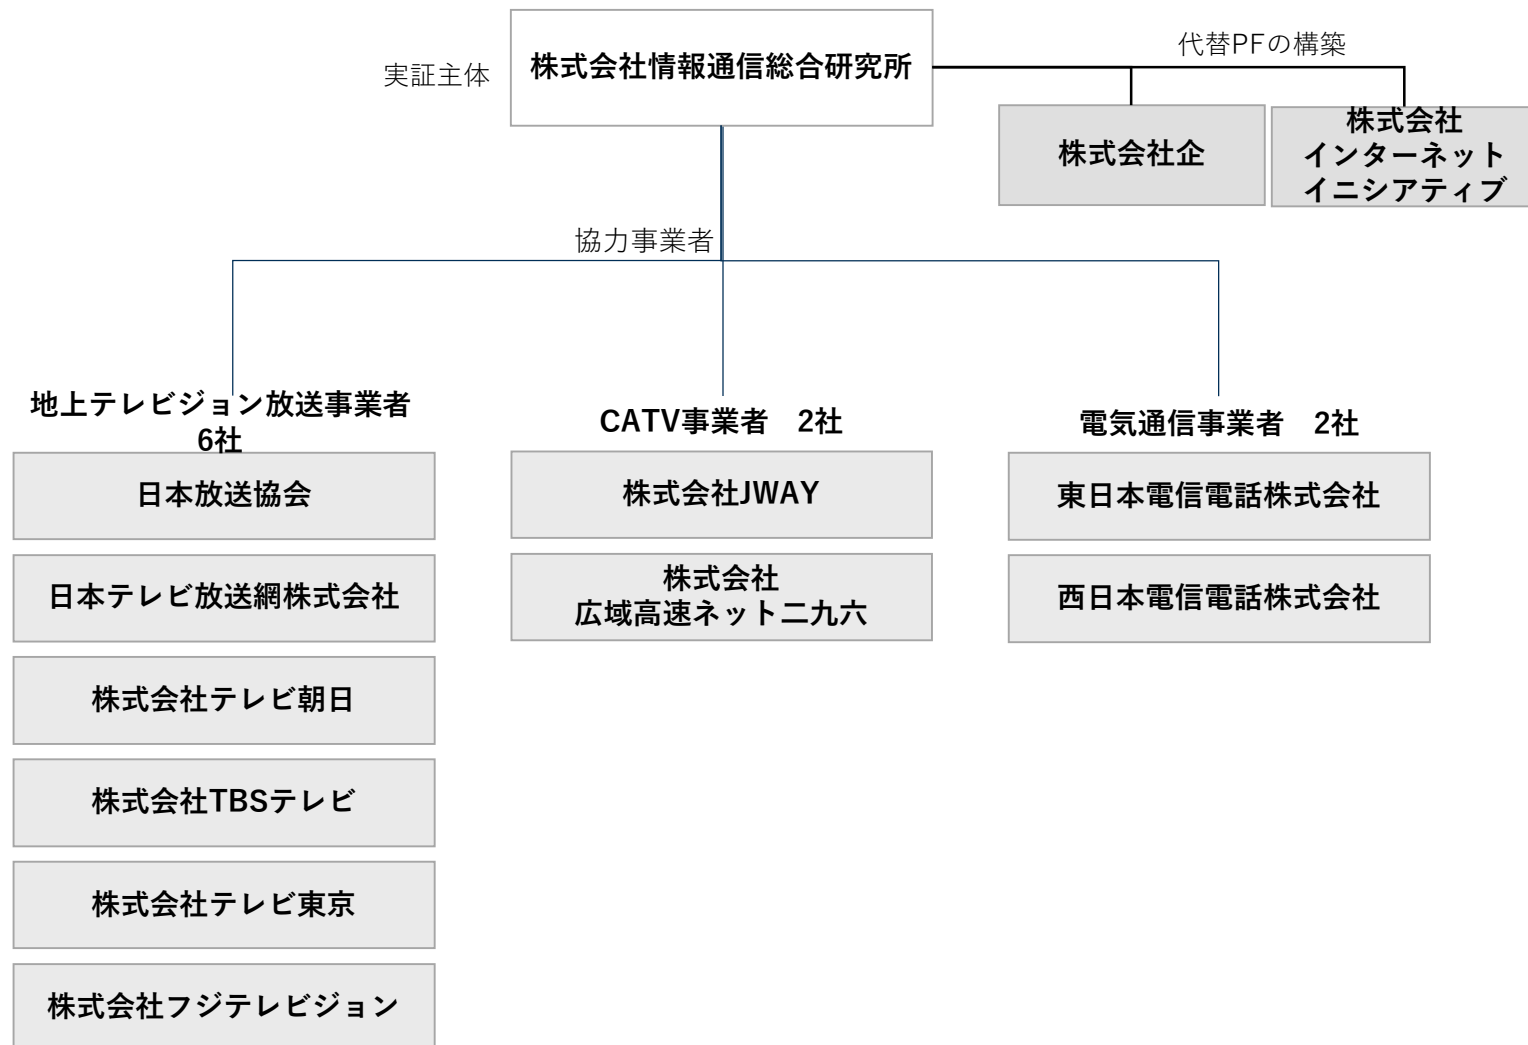 実証主体
株式会社情報通信総合研究所
代替PFの構築
株式会社企
株式会社
インターネット
イニシアティブ
協力事業者
地上テレビジョン放送事業者
6社
日本放送協会
日本テレビ放送網株式会社
株式会社テレビ朝日
株式会社TBSテレビ
株式会社テレビ東京
株式会社フジテレビジョン
CATV事業者　2社
株式会社JWAY
株式会社
広域高速ネット二九六
電気通信事業者　2社
東日本電信電話株式会社
西日本電信電話株式会社